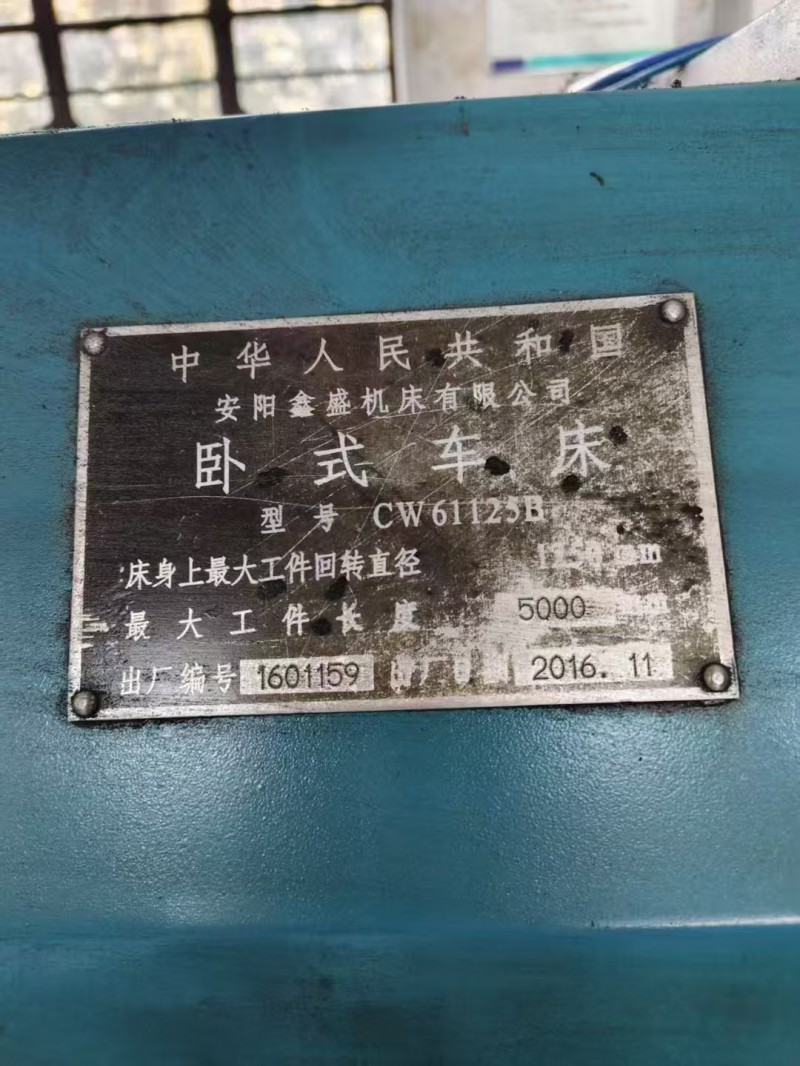 中华人民共和国
安阳鑫盛机床有限公司
卧式车床
型号 CW61125B
床身上最大工件回转直径 mm
最大工件长度 5000
出厂编号 1601159 2016.11